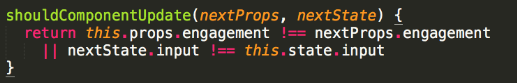 shouldComponentUpdate(nextProps, nextState) {
  return this.props.engagement !== nextProps.engagement
    || nextState.input !== this.state.input
}